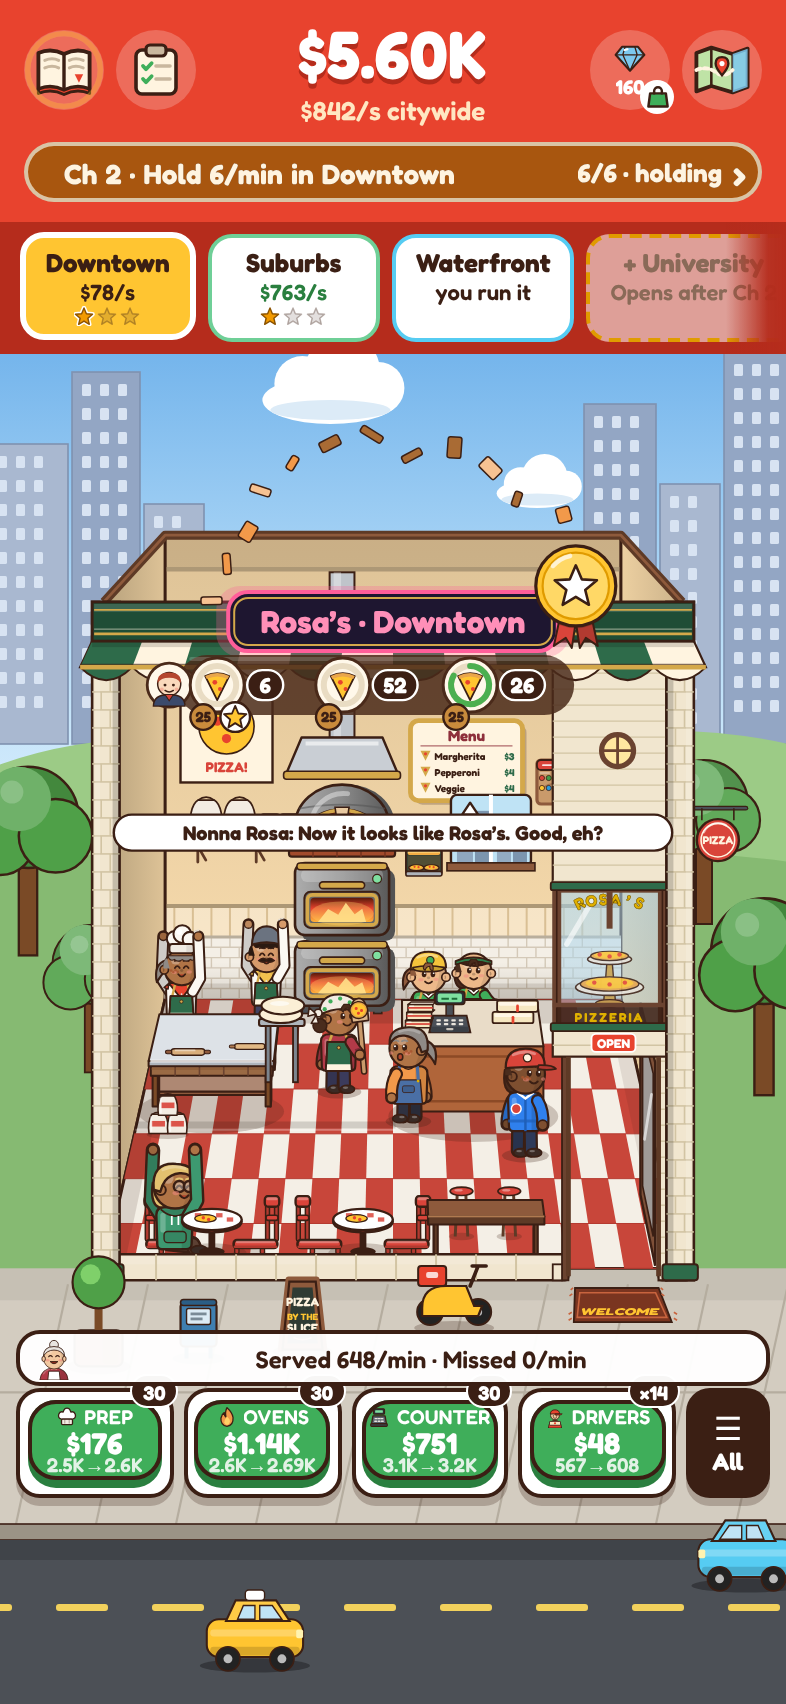 $5.60K
$842/s citywide
160
Ch 2 · Hold 6/min in Downtown
6/6 · holding
Downtown
$78/s
Suburbs
$763/s
Waterfront
you run it
+ University
Opens after Ch 2
Rosa's · Downtown
6
52
26
25
25
25
PIZZA!
Menu
Margherita $3
Pepperoni $4
Veggie $4
PIZZA
Nonna Rosa: Now it looks like Rosa's. Good, eh?
ROSA'S
PIZZERIA
OPEN
PIZZA
BY THE
SLICE
WELCOME
Served 648/min · Missed 0/min
30
30
30
x14
PREP
$176
2.5K→2.6K
OVENS
$1.14K
2.6K→2.69K
COUNTER
$751
3.1K→3.2K
DRIVERS
$48
567→608
All